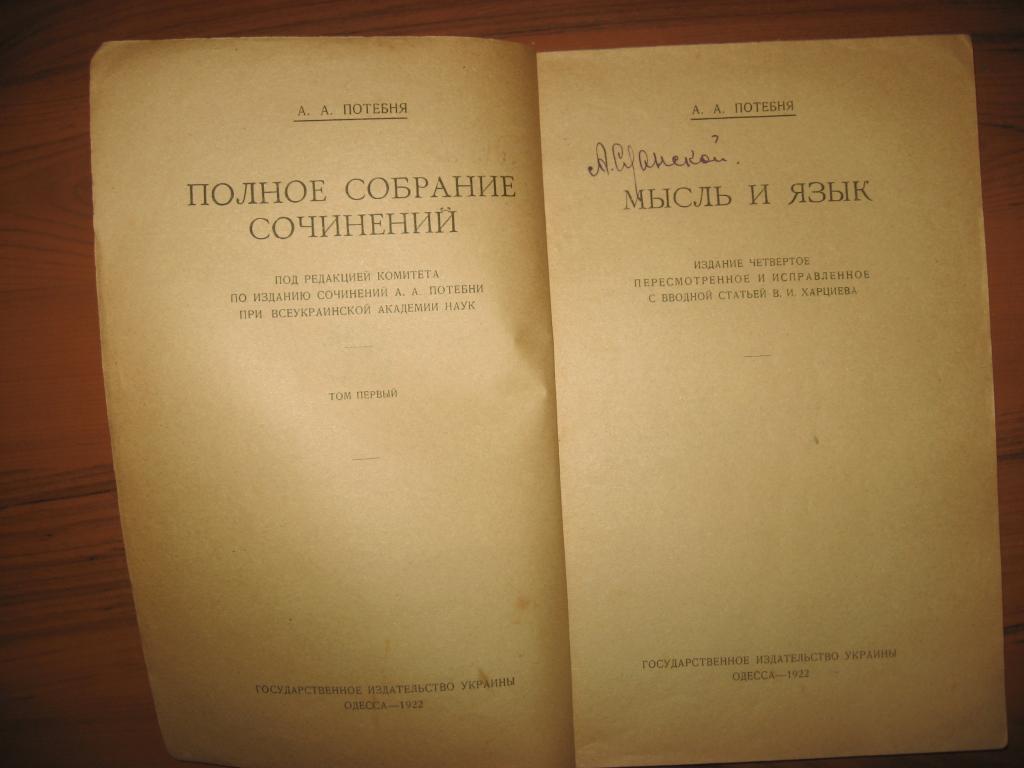 А. А. ПОТЕБНЯ
ПОЛНОЕ СОБРАНИЕ
СОЧИНЕНИЙ
ПОД РЕДАКЦИЕЙ КОМИТЕТА
ПО ИЗДАНИЮ СОЧИНЕНИЙ А. А. ПОТЕБНИ
ПРИ ВСЕУКРАИНСКОЙ АКАДЕМИИ НАУК
ТОМ ПЕРВЫЙ
ГОСУДАРСТВЕННОЕ ИЗДАТЕЛЬСТВО УКРАИНЫ
ОДЕССА—1922
А. А. ПОТЕБНЯ
МЫСЛЬ И ЯЗЫК
ИЗДАНИЕ ЧЕТВЕРТОЕ
ПЕРЕСМОТРЕННОЕ И ИСПРАВЛЕННОЕ
С ВВОДНОЙ СТАТЬЕЙ В. И. ХАРЦИЕВА
ГОСУДАРСТВЕННОЕ ИЗДАТЕЛЬСТВО УКРАИНЫ
ОДЕССА—1922